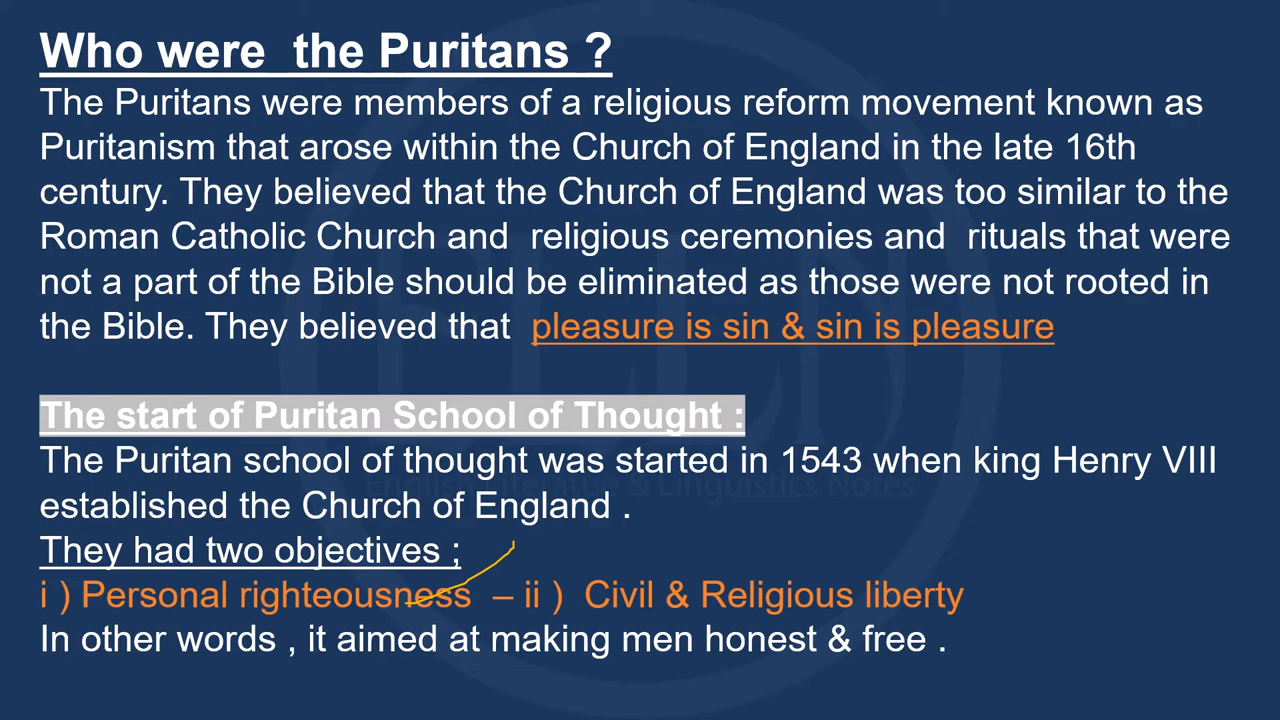 Who were  the Puritans ?
The Puritans were members of a religious reform movement known as
Puritanism that arose within the Church of England in the late 16th
century. They believed that the Church of England was too similar to the
Roman Catholic Church and  religious ceremonies and  rituals that were
not a part of the Bible should be eliminated as those were not rooted in
the Bible. They believed that  pleasure is sin & sin is pleasure
The start of Puritan School of Thought :
The Puritan school of thought was started in 1543 when king Henry VIII
English Literatue & Linguistics Notes
established the Church of England .
They had two objectives ;
i ) Personal righteousness  – ii )  Civil & Religious liberty
In other words , it aimed at making men honest & free .